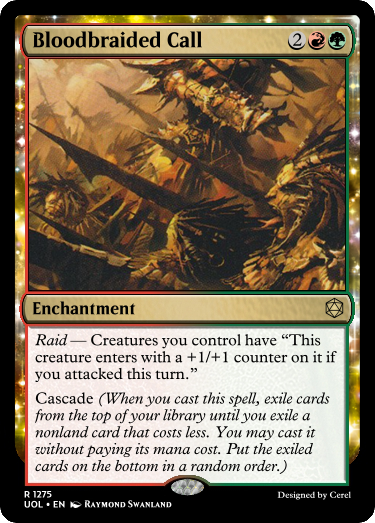 Bloodbraided Call 2
Enchantment
Raid — Creatures you control have “This
creature enters with a +1/+1 counter on it if
you attacked this turn.”
Cascade (When you cast this spell, exile cards
from the top of your library until you exile a
nonland card that costs less. You may cast it
without paying its mana cost. Put the exiled
cards on the bottom in a random order.)
R 1275
UOL • EN Raymond Swanland
Designed by Cerel